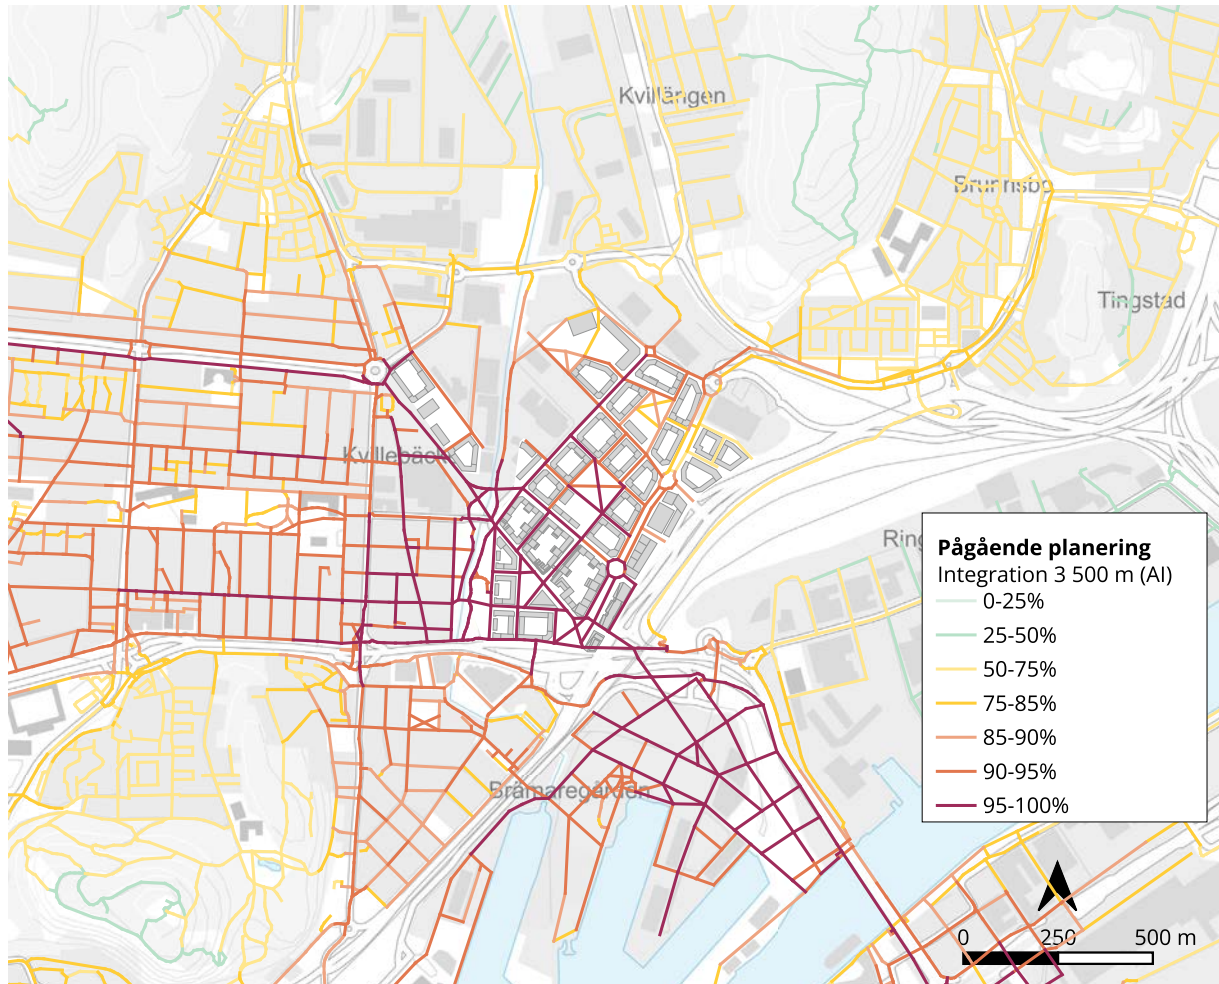 Kvillängen
Brunnsbo
Tingstad
Kvillebäck
Ring
Pågående planering
Integration 3 500 m (AI)
0-25%
25-50%
50-75%
75-85%
85-90%
90-95%
95-100%
Brämaregården
0
250
500 m